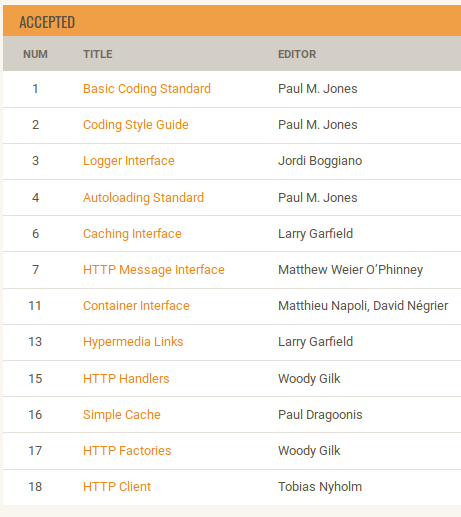 ACCEPTED
NUM TITLE EDITOR
1 Basic Coding Standard Paul M. Jones
2 Coding Style Guide Paul M. Jones
3 Logger Interface Jordi Boggiano
4 Autoloading Standard Paul M. Jones
6 Caching Interface Larry Garfield
7 HTTP Message Interface Matthew Weier O’Phinney
11 Container Interface Matthieu Napoli, David Négrier
13 Hypermedia Links Larry Garfield
15 HTTP Handlers Woody Gilk
16 Simple Cache Paul Dragoonis
17 HTTP Factories Woody Gilk
18 HTTP Client Tobias Nyholm